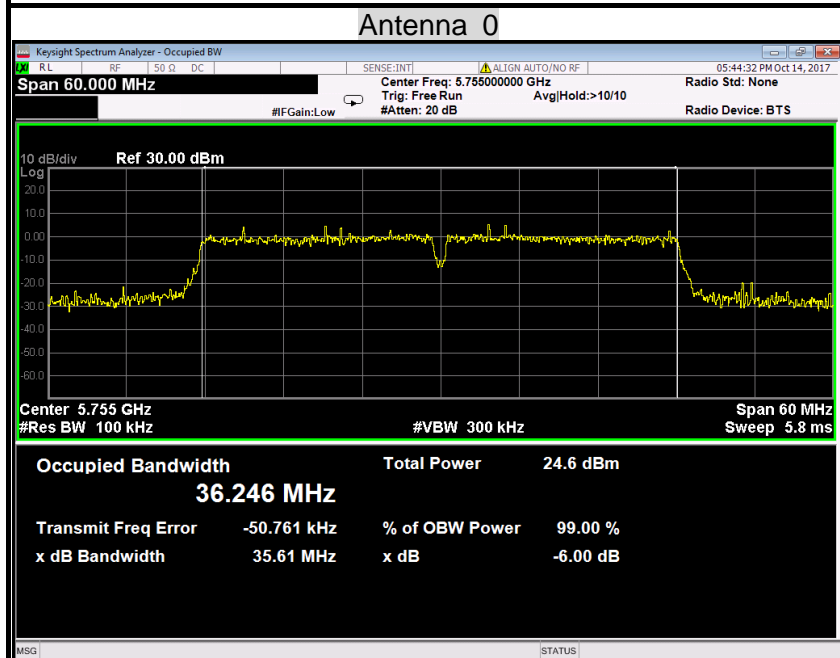 Antenna 0
Keysight Spectrum Analyzer - Occupied BW
LXI RL RF 50 Ω DC SENSE:INT ALIGN AUTO/NO RF 05:44:32 PM Oct 14, 2017
Span 60.000 MHz Center Freq: 5.755000000 GHz Radio Std: None
Trig: Free Run Avg|Hold:>10/10
#IFGain:Low #Atten: 20 dB Radio Device: BTS
10 dB/div Ref 30.00 dBm
Log
20.0
10.0
0.00
-10.0
-20.0
-30.0
-40.0
-50.0
-60.0
Center 5.755 GHz Span 60 MHz
#Res BW 100 kHz #VBW 300 kHz Sweep 5.8 ms
Occupied Bandwidth Total Power 24.6 dBm
36.246 MHz
Transmit Freq Error -50.761 kHz % of OBW Power 99.00 %
x dB Bandwidth 35.61 MHz x dB -6.00 dB
MSG STATUS